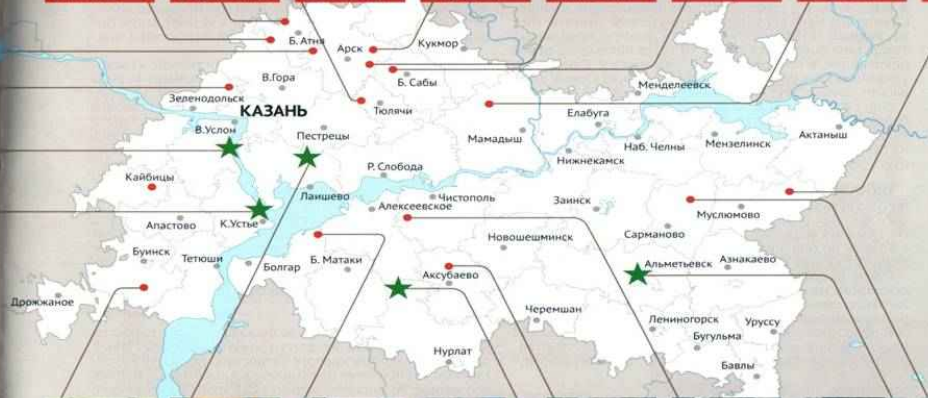 Б. Атня
Арск
Кукмор
В.Гора
Б. Сабы
Зеленодольск
Тюлячи
Менделеевск
КАЗАНЬ
Елабуга
В.Услон
Пестрецы
Мамадыш
Наб. Челны
Мензелинск
Актаныш
Нижнекамск
Р. Слобода
Кайбицы
Лаишево
Чистополь
Алексеевское
Заинск
Муслюмово
Апастово
К.Устье
Сарманово
Новошешминск
Буинск
Тетюши
Болгар
Б. Матаки
Аксубаево
Альметьевск
Азнакаево
Дрожжаное
Черемшан
Лениногорск
Уруссу
Бугульма
Нурлат
Бавлы